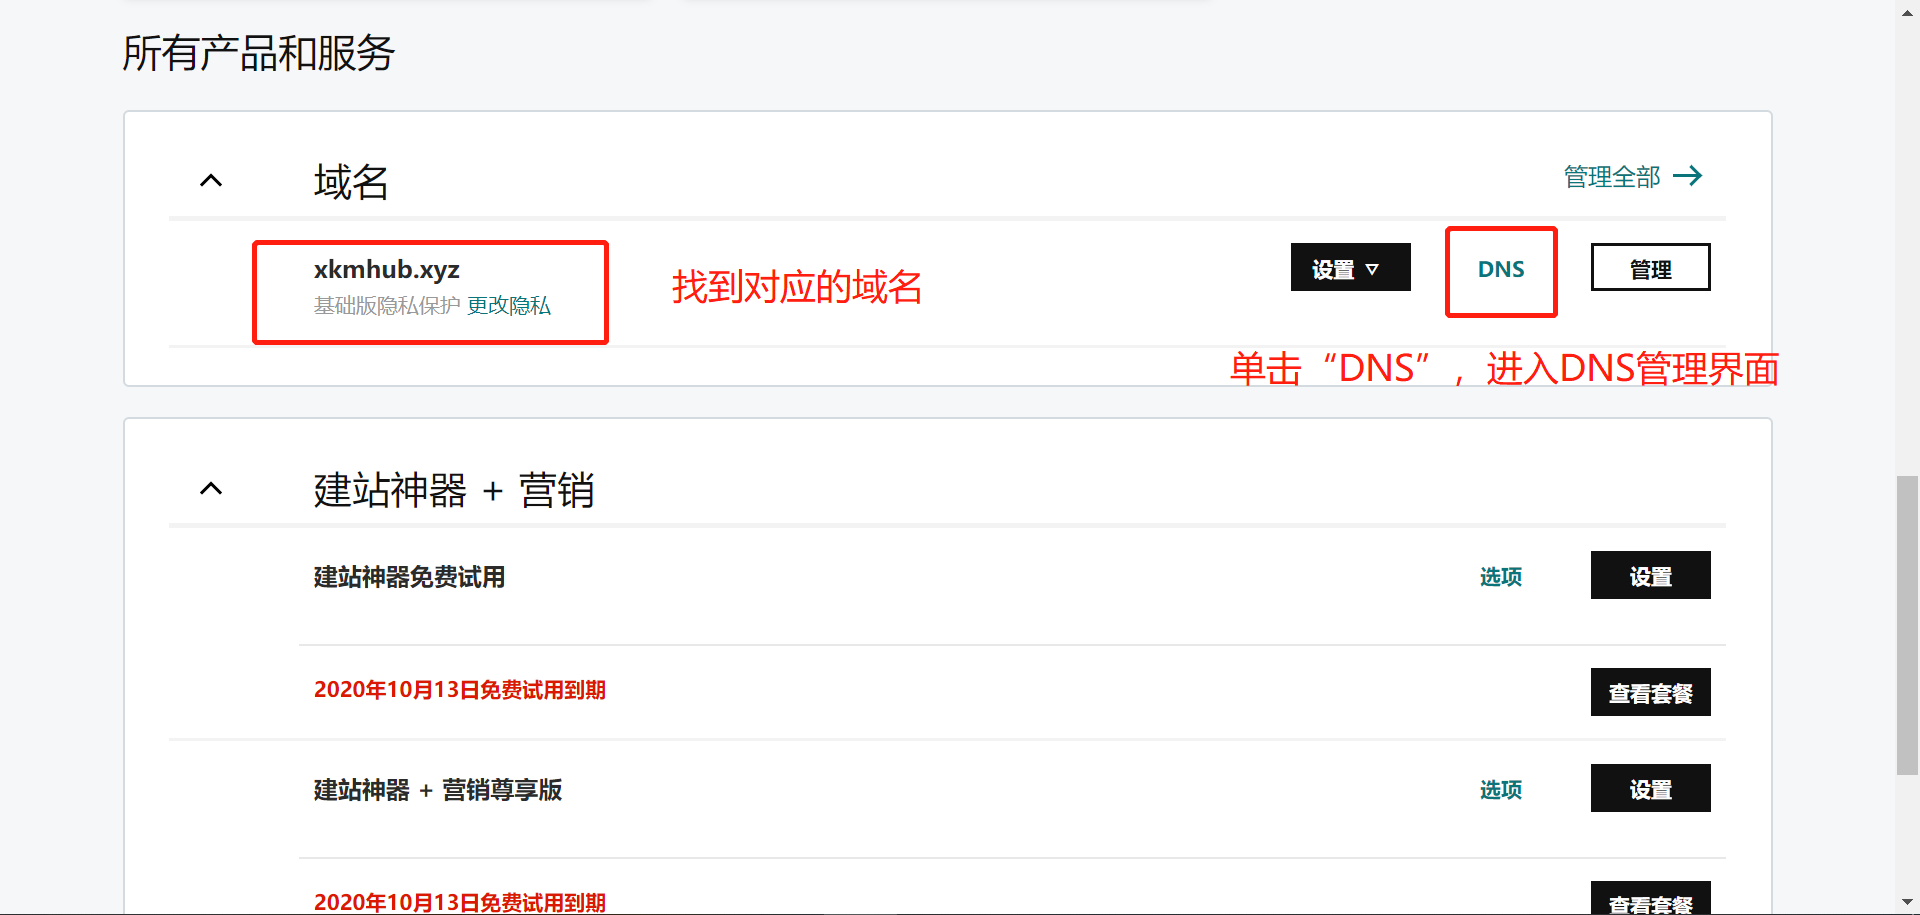 所有产品和服务
域名
管理全部 →
xkmhub.xyz
基础版隐私保护 更改隐私
找到对应的域名
设置 ▽
DNS
管理
单击“DNS”，进入DNS管理界面
建站神器 + 营销
建站神器免费试用
选项
设置
2020年10月13日免费试用到期
查看套餐
建站神器 + 营销尊享版
选项
设置
2020年10月13日免费试用到期
查看套餐